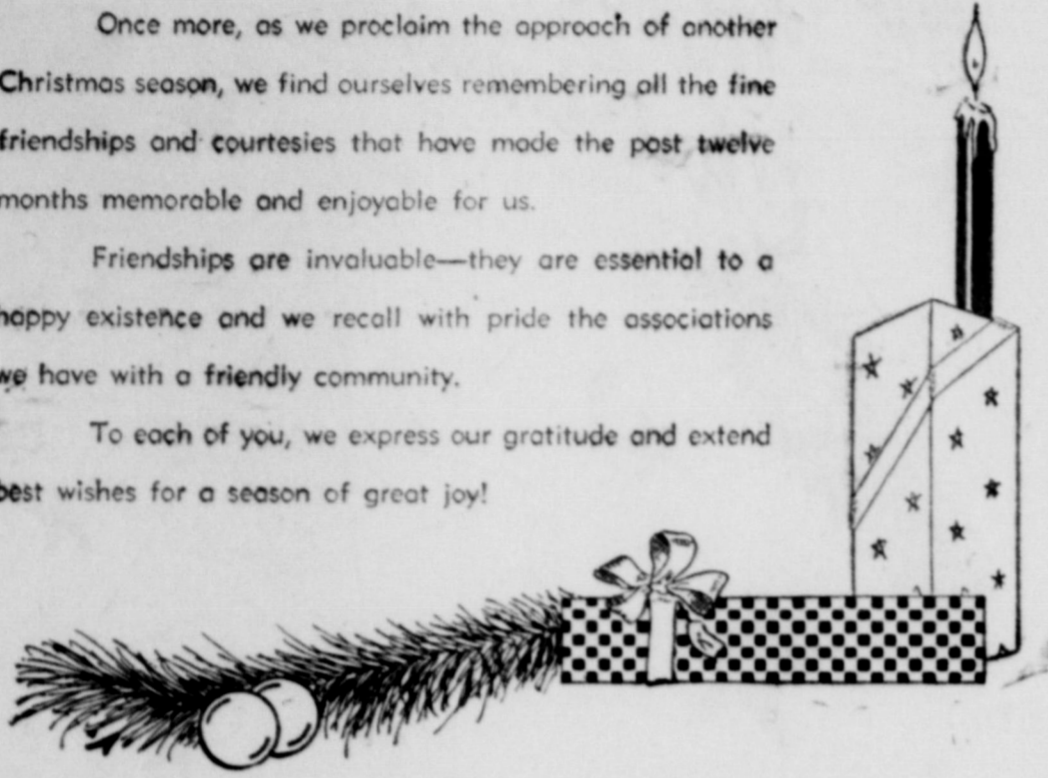 Once more, as we proclaim the approach of another
Christmas season, we find ourselves remembering all the fine
friendships and courtesies that have made the past twelve
months memorable and enjoyable for us.
Friendships are invaluable—they are essential to a
happy existence and we recall with pride the associations
we have with a friendly community.
To each of you, we express our gratitude and extend
best wishes for a season of great joy!